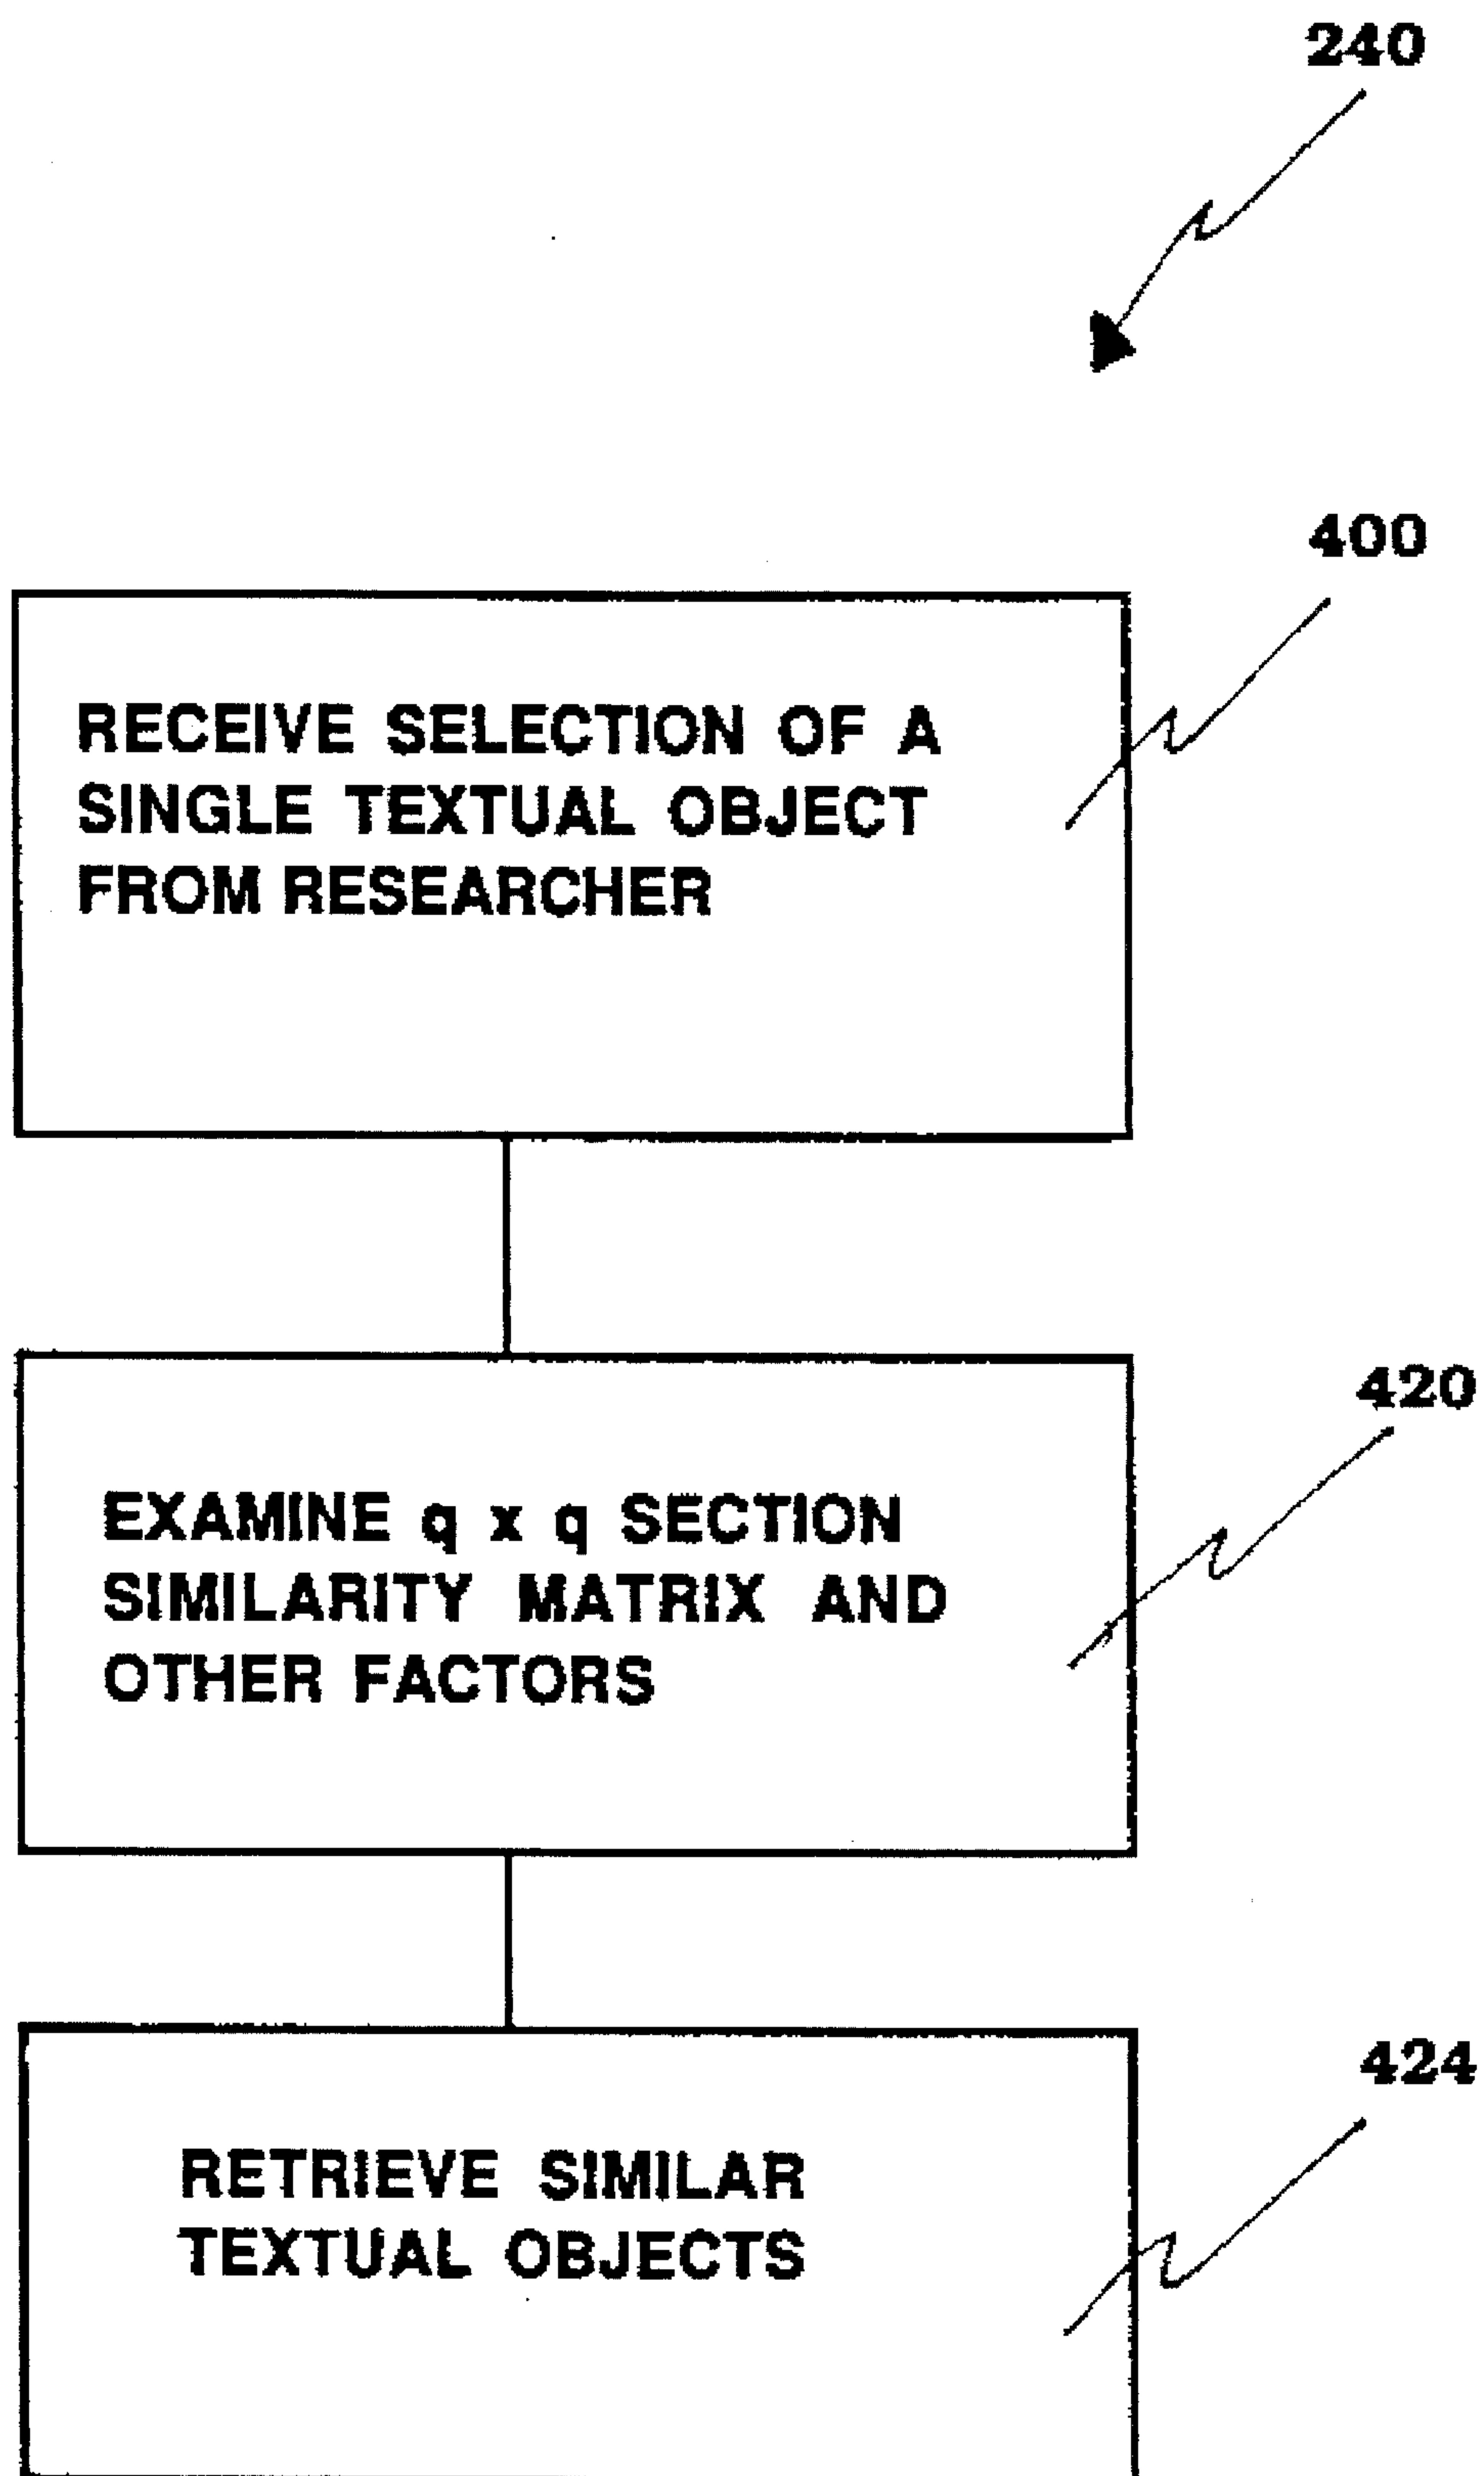 240
400
RECEIVE SELECTION OF A
SINGLE TEXTUAL OBJECT
FROM RESEARCHER
420
EXAMINE q x q SECTION
SIMILARITY MATRIX AND
OTHER FACTORS
424
RETRIEVE SIMILAR
TEXTUAL OBJECTS